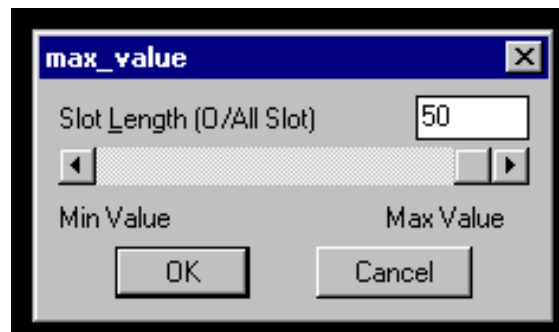 max_value
Slot Length (0/All Slot)
50
Min Value
Max Value
OK
Cancel